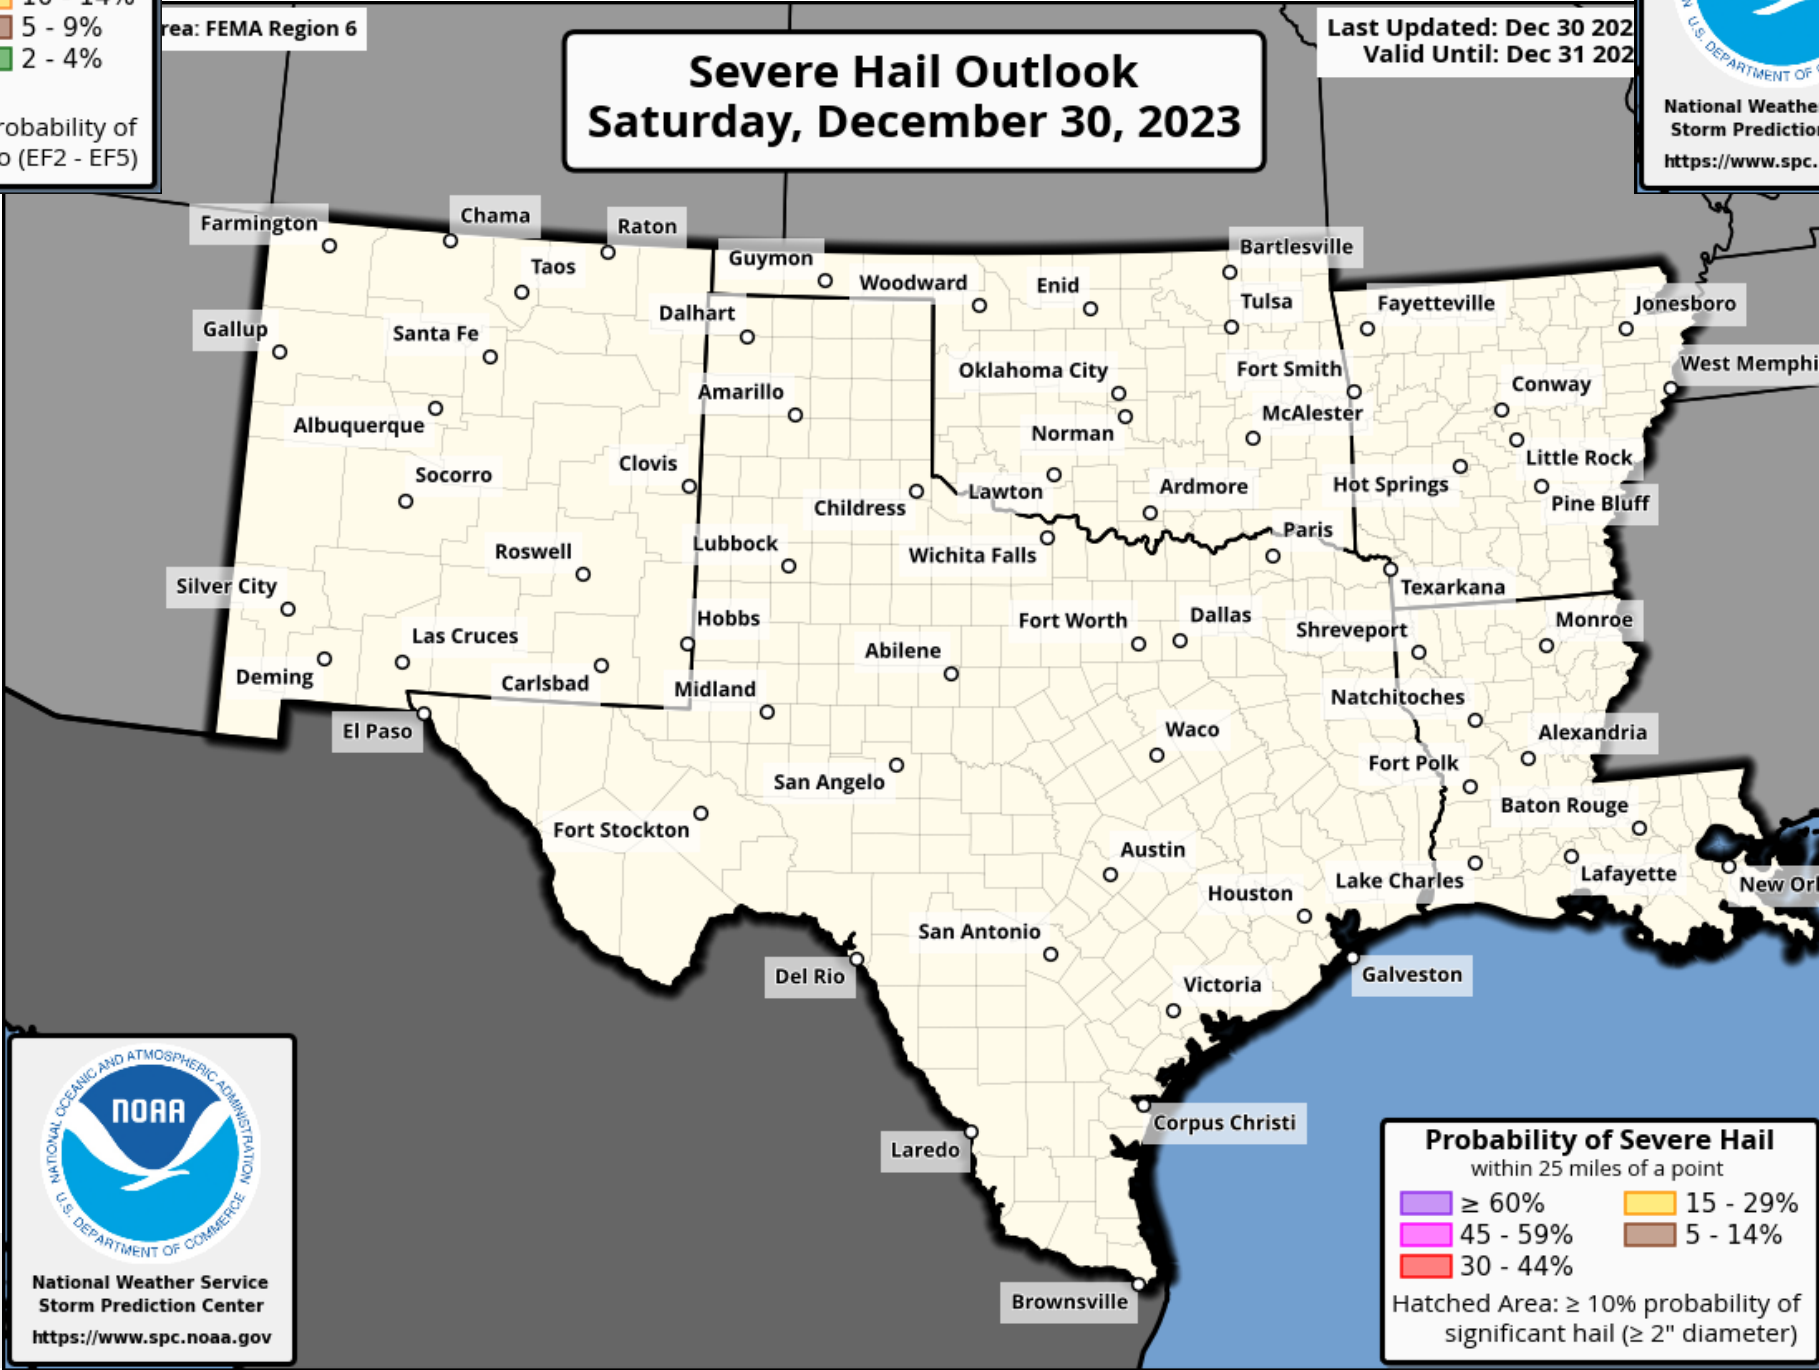 5 - 9%
2 - 4%
robability of
o (EF2 - EF5)
rea: FEMA Region 6
Severe Hail Outlook
Saturday, December 30, 2023
Last Updated: Dec 30 202
Valid Until: Dec 31 202
U.S. DEPARTMENT OF
National Weathe
Storm Prediction
https://www.spc.
Farmington
Chama
Raton
Taos
Guymon
Woodward
Enid
Bartlesville
Tulsa
Fayetteville
Jonesboro
Gallup
Santa Fe
Dalhart
Oklahoma City
Fort Smith
Conway
West Memphi
Amarillo
Albuquerque
Norman
McAlester
Little Rock
Socorro
Clovis
Childress
Lawton
Ardmore
Hot Springs
Pine Bluff
Roswell
Lubbock
Wichita Falls
Paris
Texarkana
Silver City
Las Cruces
Hobbs
Fort Worth
Dallas
Shreveport
Monroe
Deming
Carlsbad
Midland
Abilene
Natchitoches
El Paso
San Angelo
Waco
Fort Polk
Alexandria
Fort Stockton
Baton Rouge
Austin
Houston
Lake Charles
Lafayette
New Orl
San Antonio
Del Rio
Victoria
Galveston
Corpus Christi
Laredo
Brownsville
NATIONAL OCEANIC AND ATMOSPHERIC ADMINISTRATION
NOAA
U.S. DEPARTMENT OF COMMERCE
National Weather Service
Storm Prediction Center
https://www.spc.noaa.gov
Probability of Severe Hail
within 25 miles of a point
≥ 60%
15 - 29%
45 - 59%
5 - 14%
30 - 44%
Hatched Area: ≥ 10% probability of
significant hail (≥ 2" diameter)